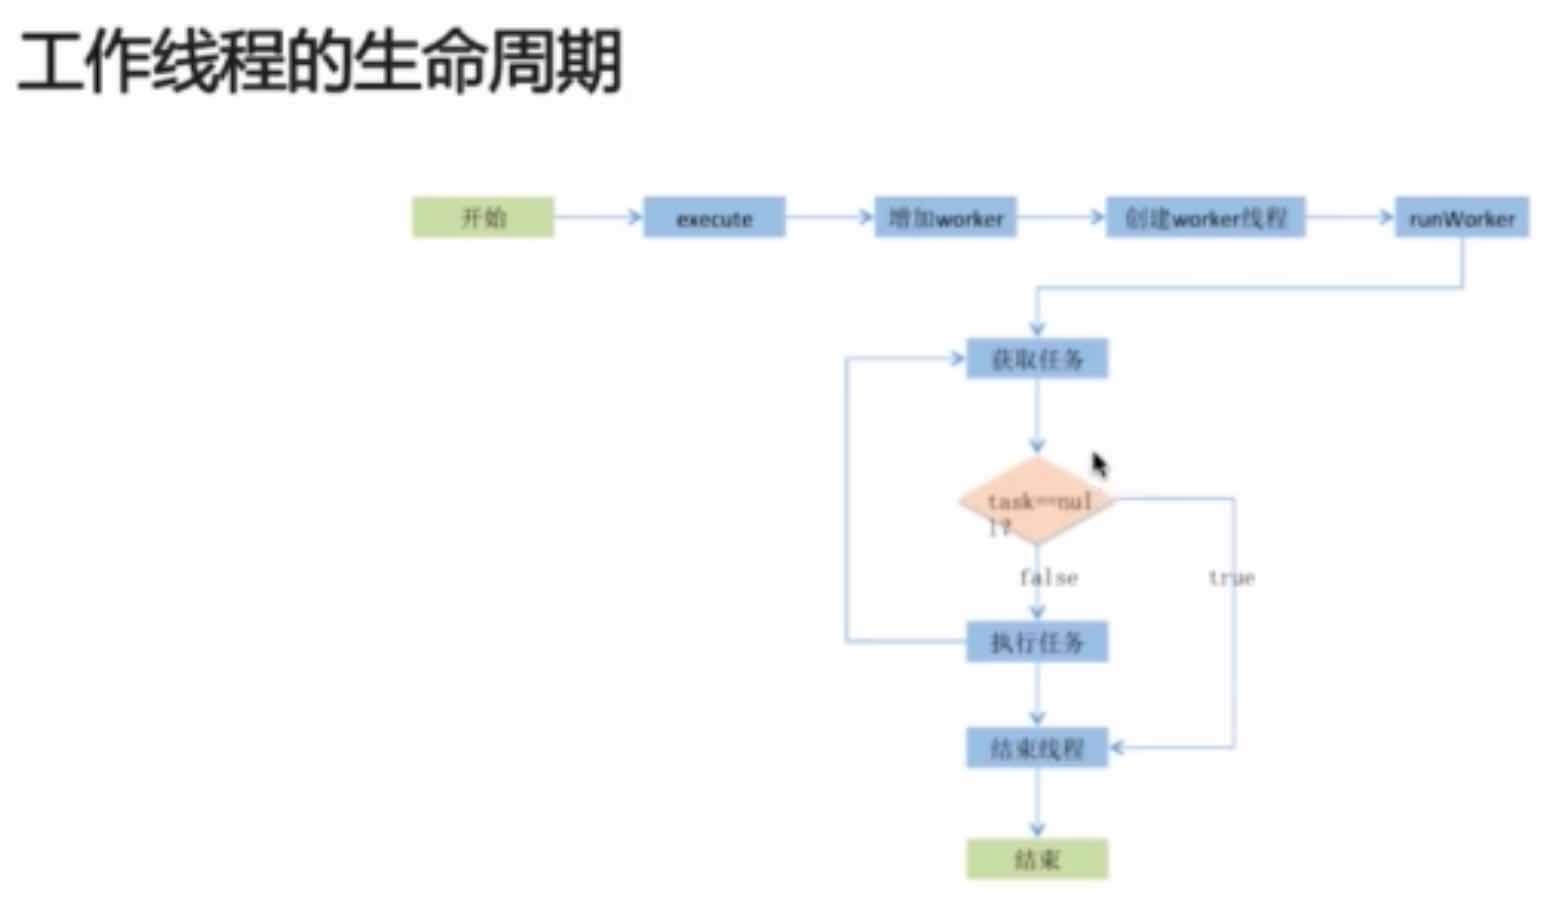 工作线程的生命周期
开始
execute
增加worker
创建worker线程
runWorker
获取任务
task==nul
l?
false
true
执行任务
结束线程
结束